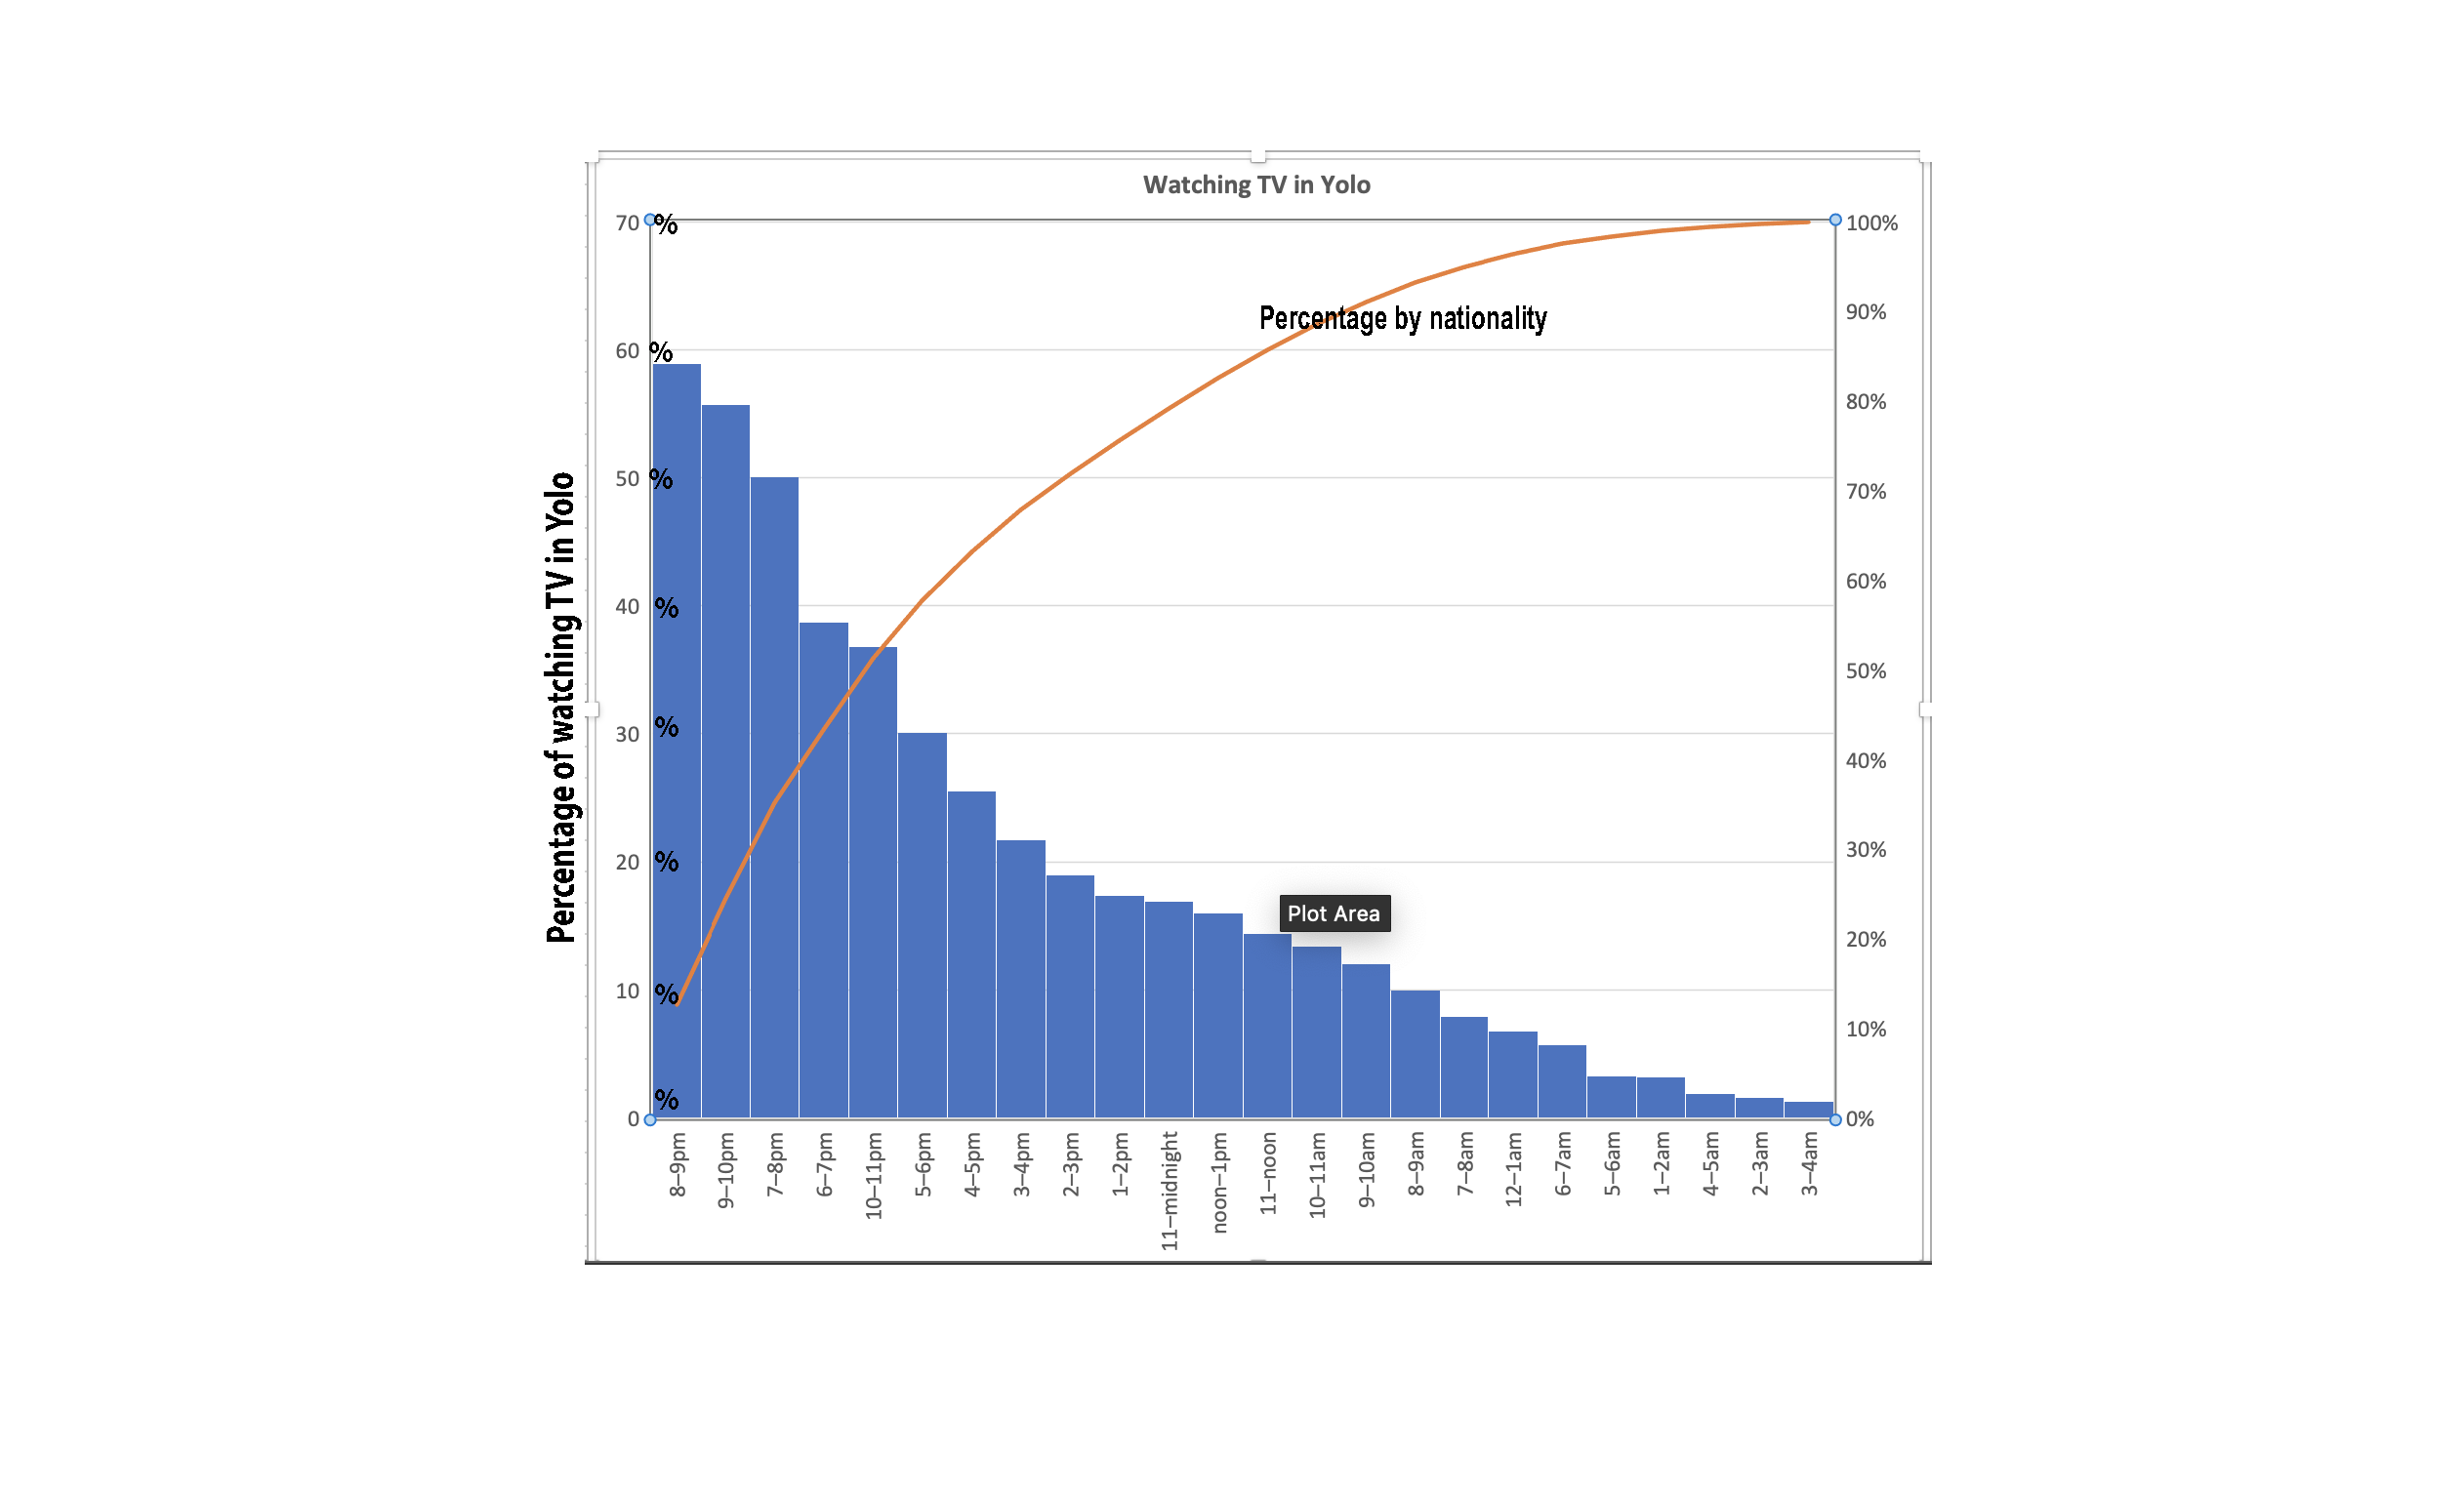 Watching TV in Yolo
70 %
60 %
50 %
40 %
30 %
20 %
10 %
0 %
Percentage of watching TV in Yolo
Percentage by nationality
Plot Area
100%
90%
80%
70%
60%
50%
40%
30%
20%
10%
0%
8–9pm
9–10pm
7–8pm
6–7pm
10–11pm
5–6pm
4–5pm
3–4pm
2–3pm
1–2pm
11–midnight
noon–1pm
11–noon
10–11am
9–10am
8–9am
7–8am
12–1am
6–7am
5–6am
1–2am
4–5am
2–3am
3–4am